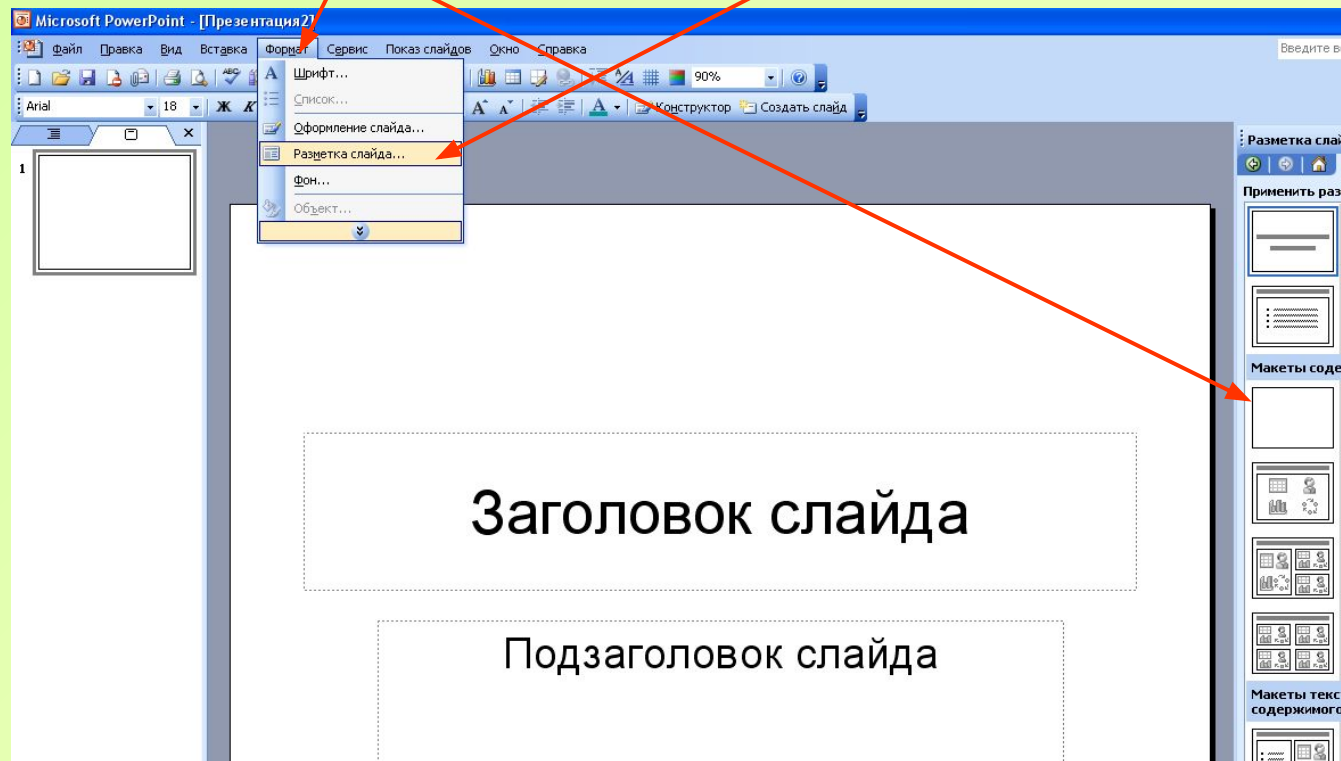 Microsoft PowerPoint - [Презентация2]
Файл Правка Вид Вставка Формат Сервис Показ слайдов Окно Справка
Введите в
90%
Arial 18 Ж К
Конструктор Создать слайд
Шрифт...
Список...
Оформление слайда...
Разметка слайда...
Фон...
Объект...
1
Разметка слай
Применить раз
Макеты соде
Заголовок слайда
Подзаголовок слайда
Макеты текс
содержимого